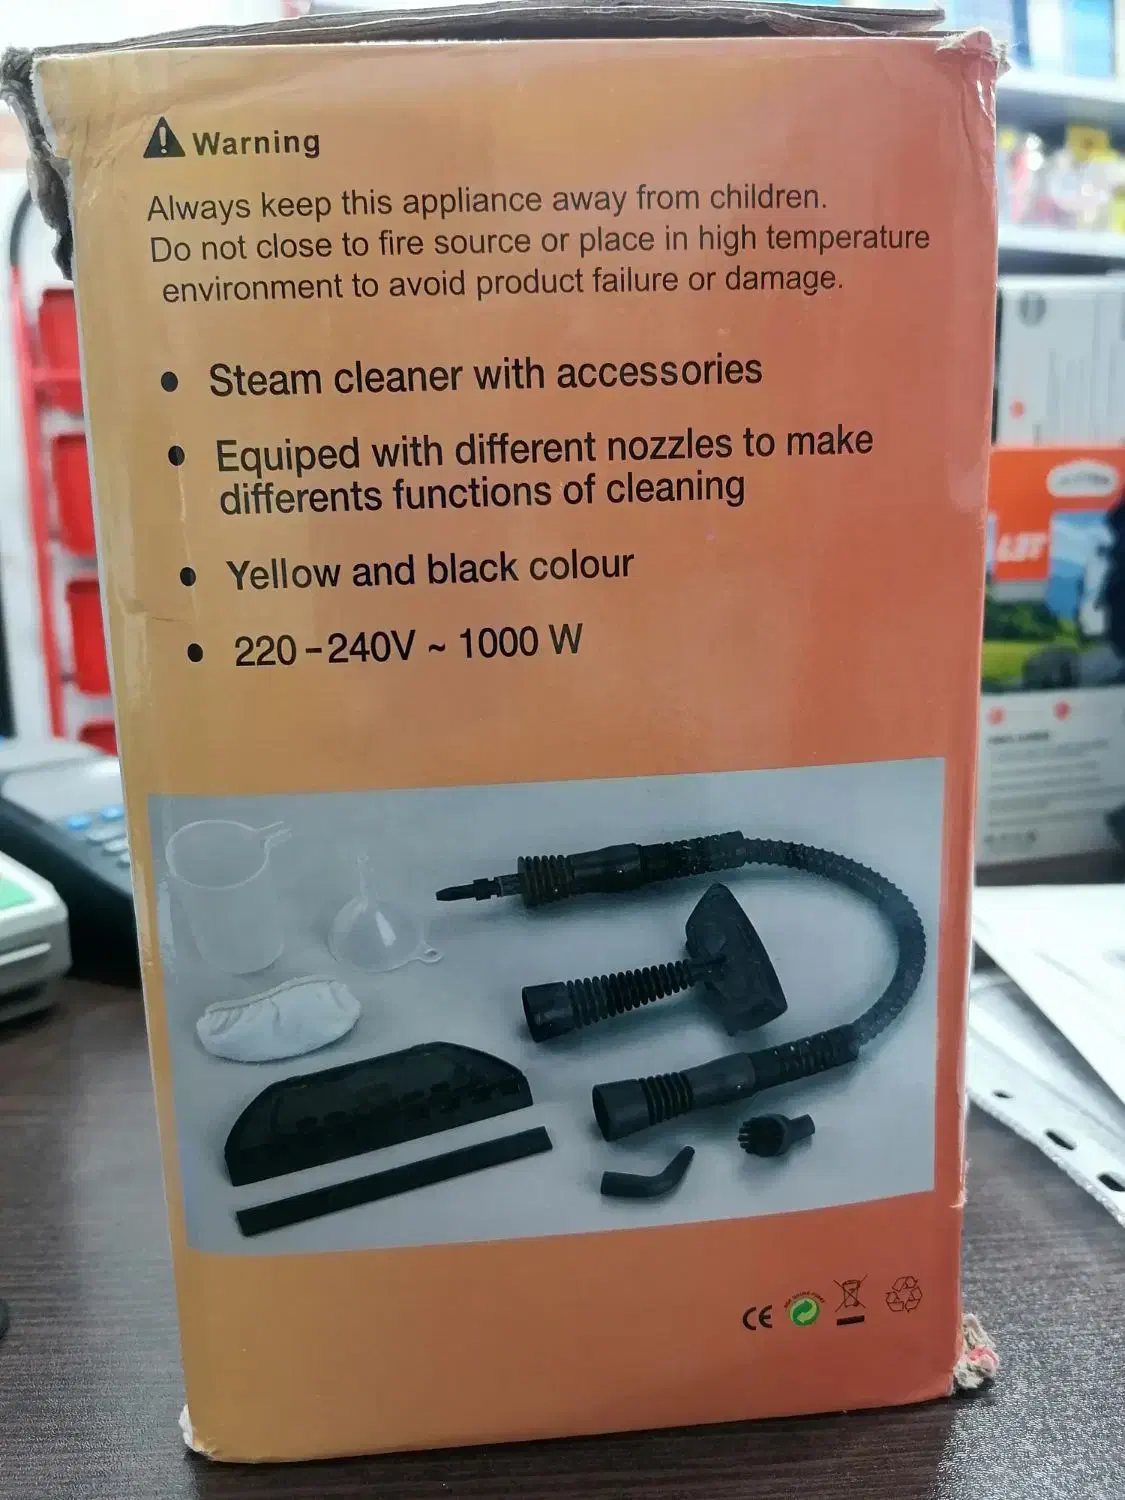 Warning
Always keep this appliance away from children.
Do not close to fire source or place in high temperature
environment to avoid product failure or damage.
• Steam cleaner with accessories
• Equiped with different nozzles to make
differents functions of cleaning
• Yellow and black colour
• 220-240V ~ 1000 W
CE